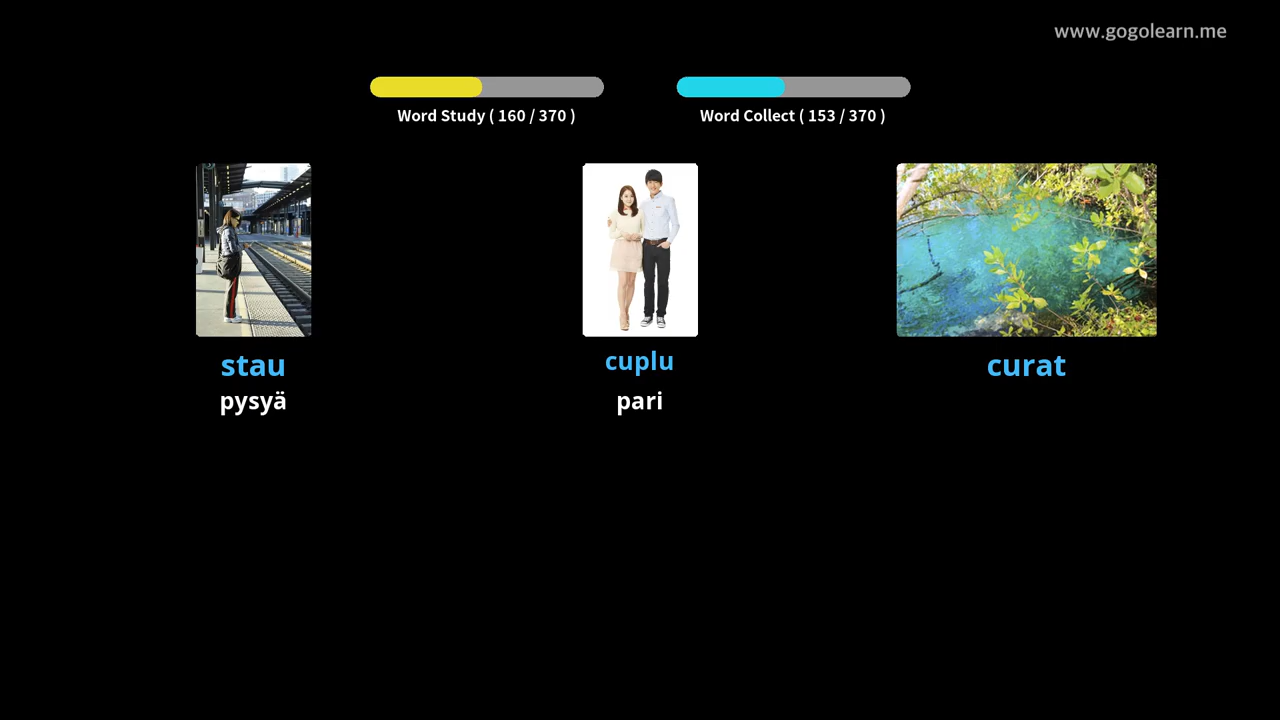 www.gogolearn.me
Word Study ( 160 / 370 )
Word Collect ( 153 / 370 )
stau
pysyä
cuplu
pari
curat